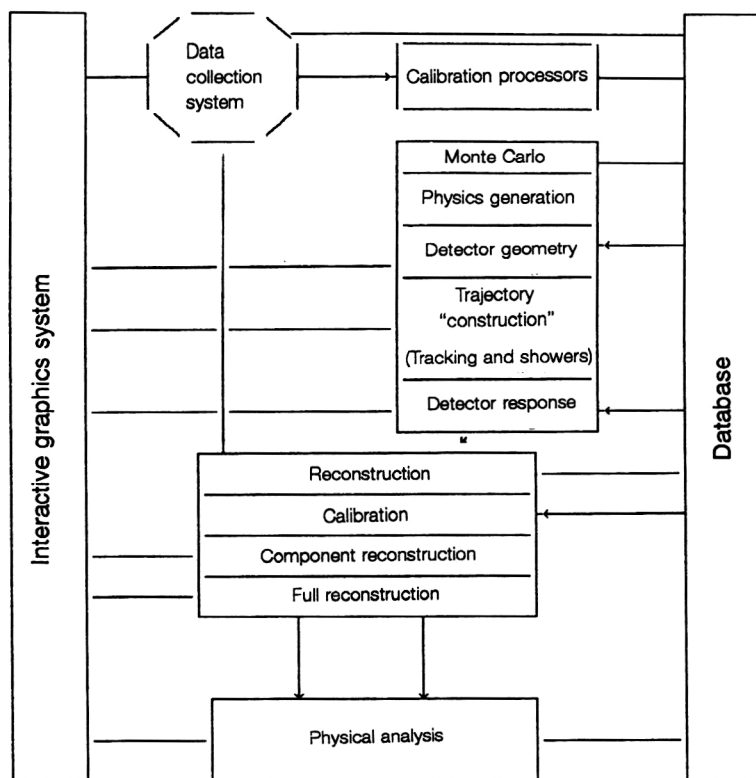 Data
collection
system
Calibration processors
Monte Carlo
Physics generation
Detector geometry
Trajectory
“construction”
(Tracking and showers)
Detector response
Interactive graphics system
Database
Reconstruction
Calibration
Component reconstruction
Full reconstruction
Physical analysis